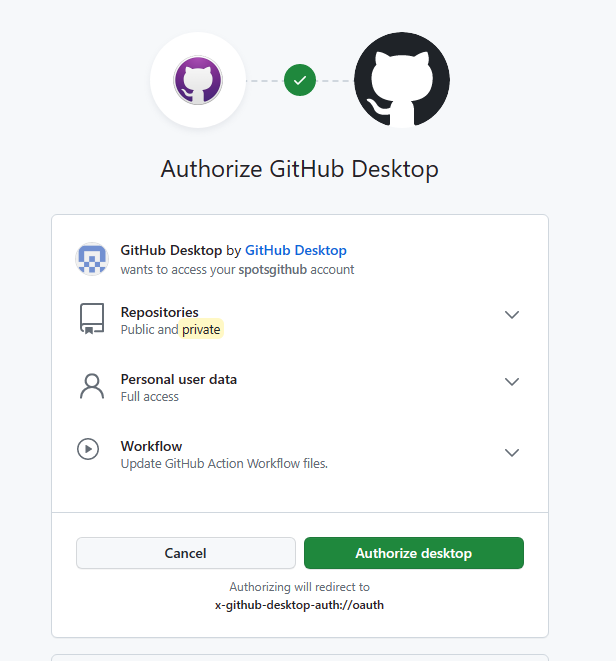 Authorize GitHub Desktop
GitHub Desktop by GitHub Desktop
wants to access your spotsgithub account
Repositories
Public and private
Personal user data
Full access
Workflow
Update GitHub Action Workflow files.
Cancel
Authorize desktop
Authorizing will redirect to
x-github-desktop-auth://oauth